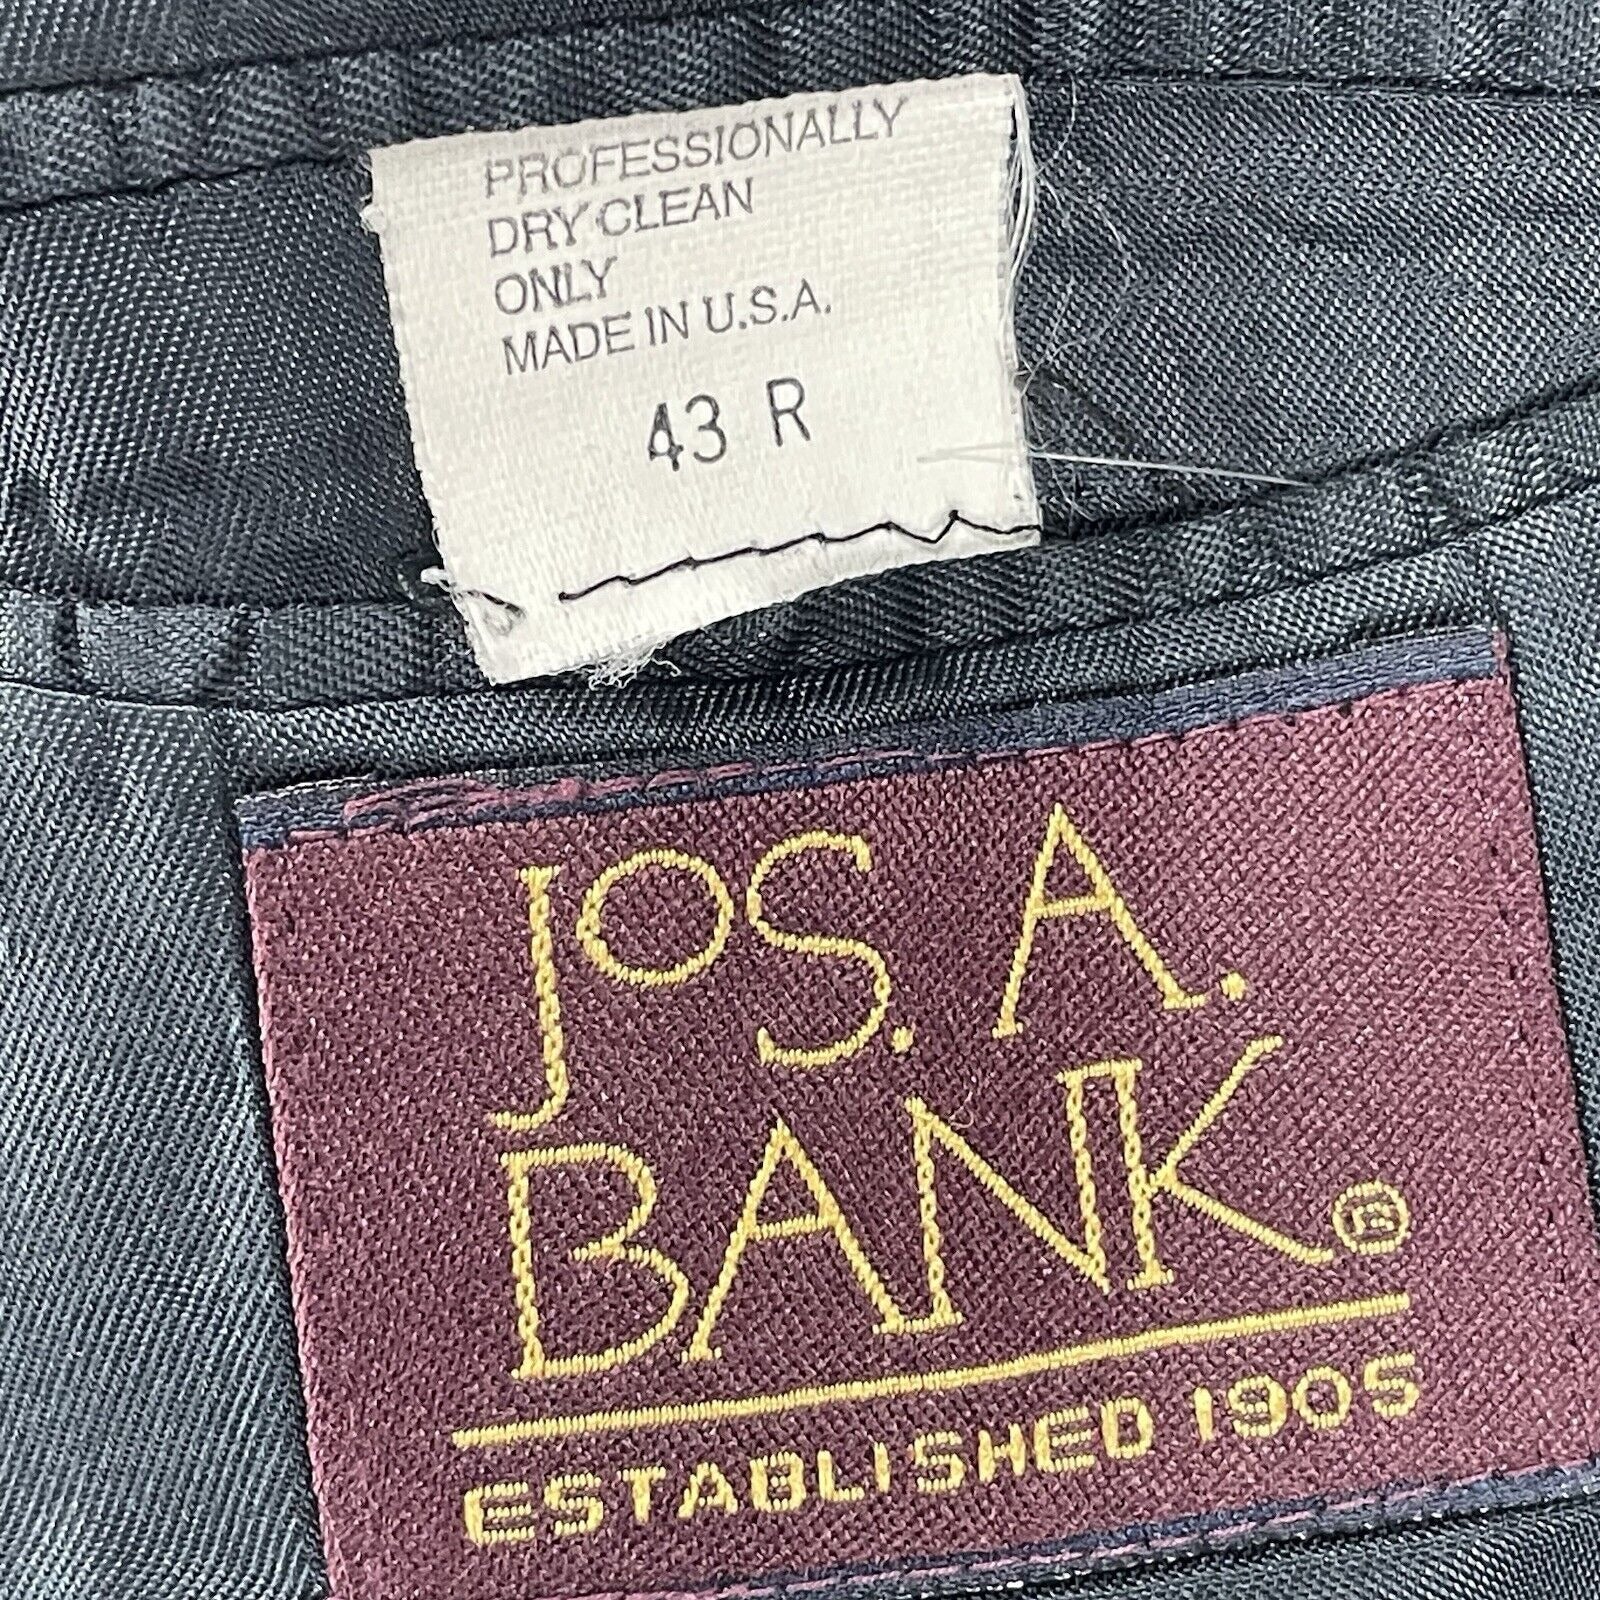 PROFESSIONALLY
DRY CLEAN
ONLY
MADE IN U.S.A.
43 R
JOS. A.
BANK®
ESTABLISHED 1905